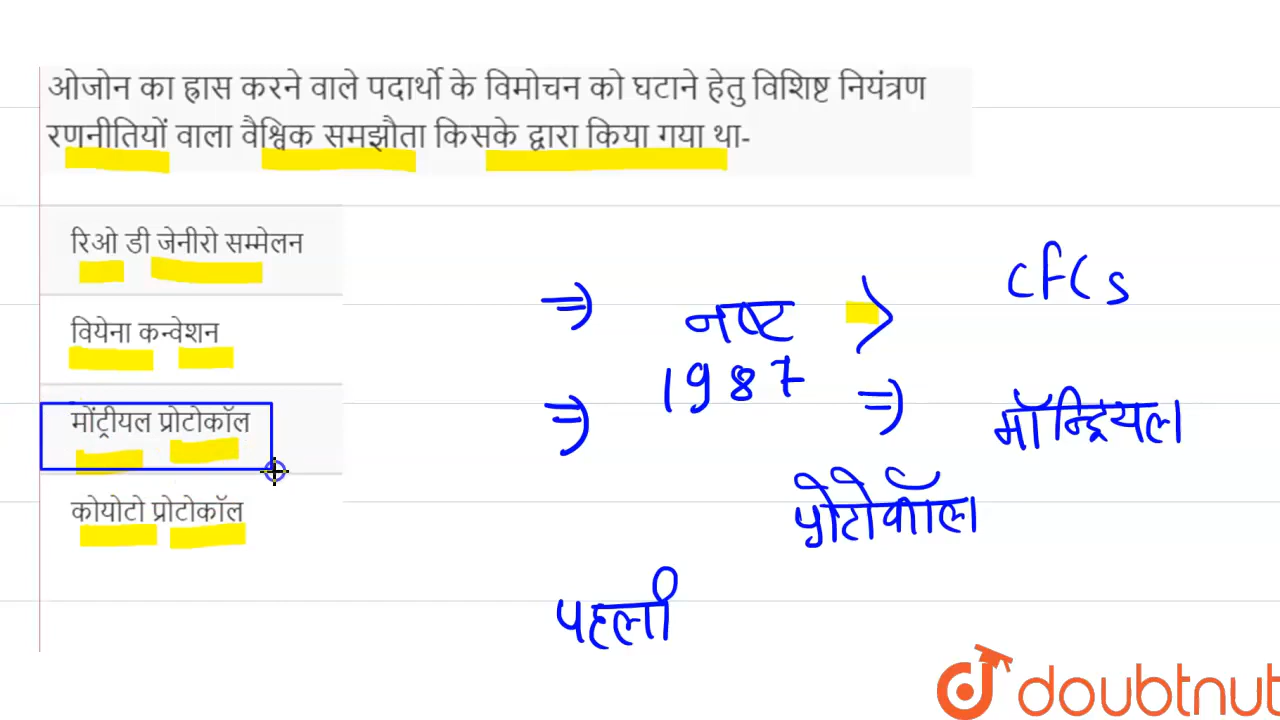 ओजोन का ह्रास करने वाले पदार्थो के विमोचन को घटाने हेतु विशिष्ट नियंत्रण
रणनीतियों वाला वैश्विक समझौता किसके द्वारा किया गया था-
रिओ डी जेनीरो सम्मेलन
वियेना कन्वेशन
मोंट्रीयल प्रोटोकॉल
कोयोटो प्रोटोकॉल
CFCs
⇒ नष्ट >
1987
⇒ ⇒ मॉन्ट्रियल
प्रोटोकॉल
पहली
doubtnut